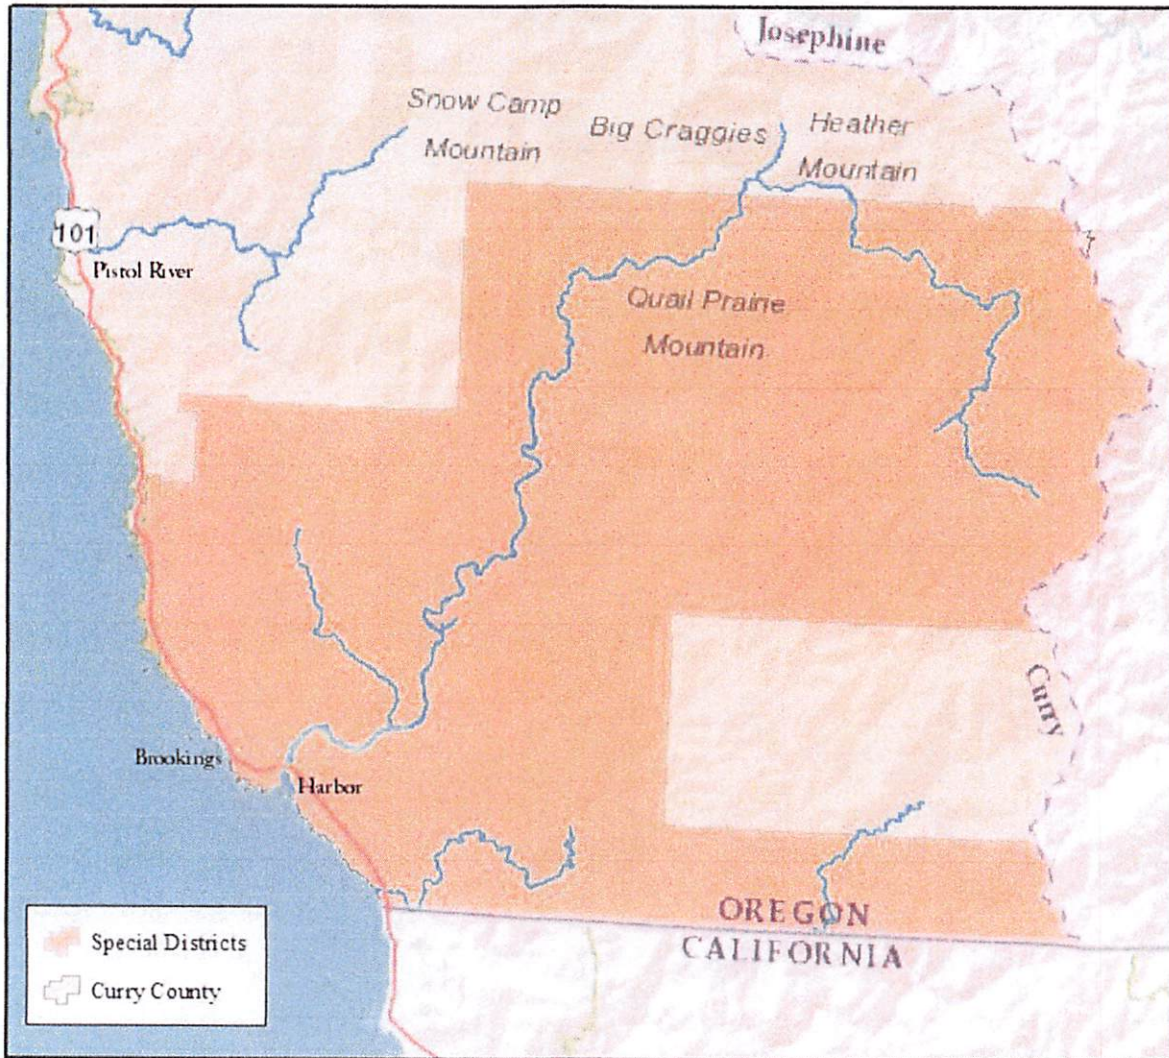 Josephine
Snow Camp
Mountain
Big Craggies
Heather
Mountain
101
Pistol River
Quail Praine
Mountain
Curry
Brookings
Harbor
OREGON
CALIFORNIA
Special Districts
Curry County